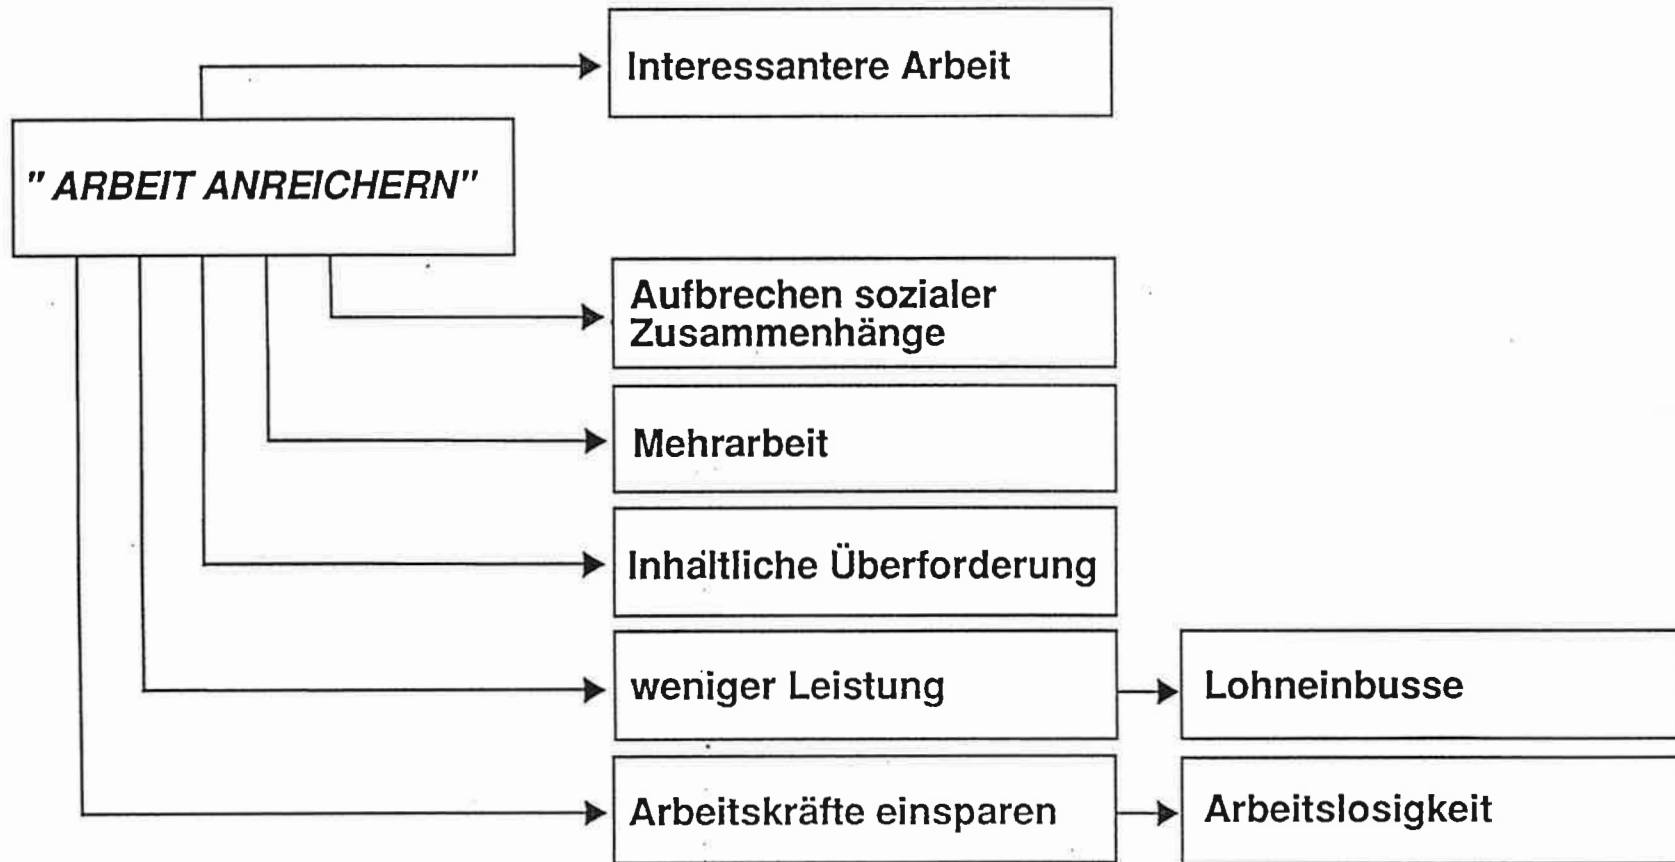 Interessantere Arbeit
" ARBEIT ANREICHERN"
Aufbrechen sozialer
Zusammenhänge
Mehrarbeit
Inhaltliche Überforderung
weniger Leistung
Lohneinbusse
Arbeitskräfte einsparen
Arbeitslosigkeit